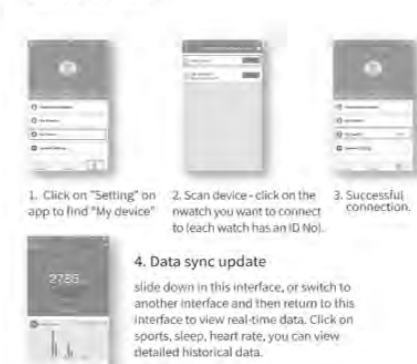 1. Click on "Setting" on
app to find "My device"
2. Scan device - click on the
nwatch you want to connect
to (each watch has an ID No).
3. Successful
connection.
2786
4. Data sync update
slide down in this interface, or switch to
another interface and then return to this
interface to view real-time data. Click on
sports, sleep, heart rate, you can view
detailed historical data.